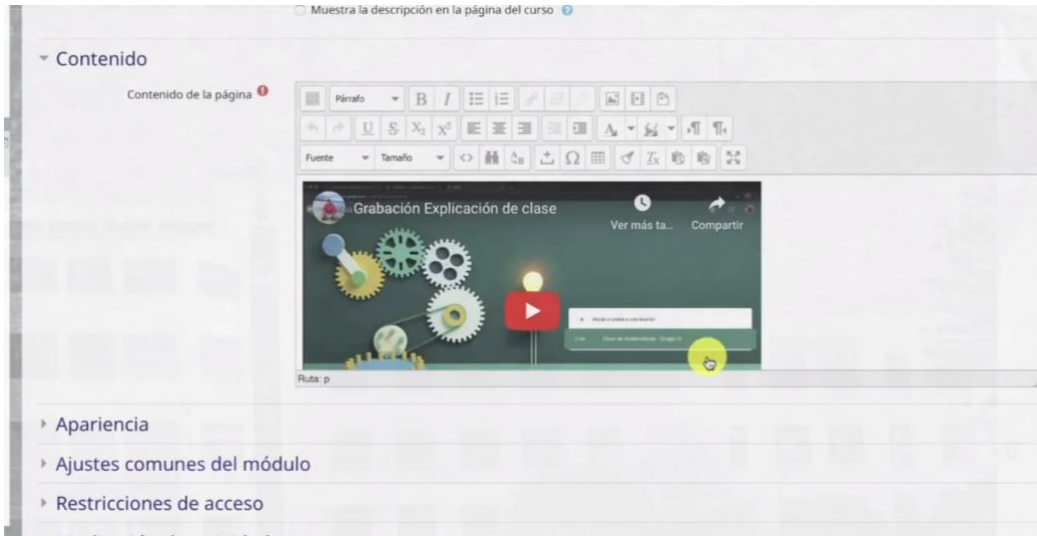 Muestra la descripción en la página del curso
Contenido
Contenido de la página
Párrafo
Fuente
Tamaño
Grabación Explicación de clase
Ver más ta...
Compartir
Ruta: p
Apariencia
Ajustes comunes del módulo
Restricciones de acceso